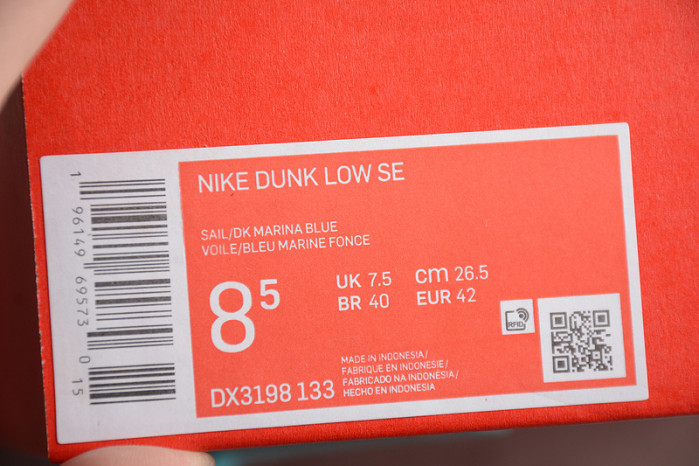 NIKE DUNK LOW SE
SAIL/DK MARINA BLUE
VOILE/BLEU MARINE FONCE
8 5
UK 7.5 cm 26.5
BR 40 EUR 42
RFID
DX3198 133
MADE IN INDONESIA/
FABRIQUE EN INDONESIE/
FABRICADO NA INDONÉSIA/
HECHO EN INDONESIA
1 96149 69573 0 15